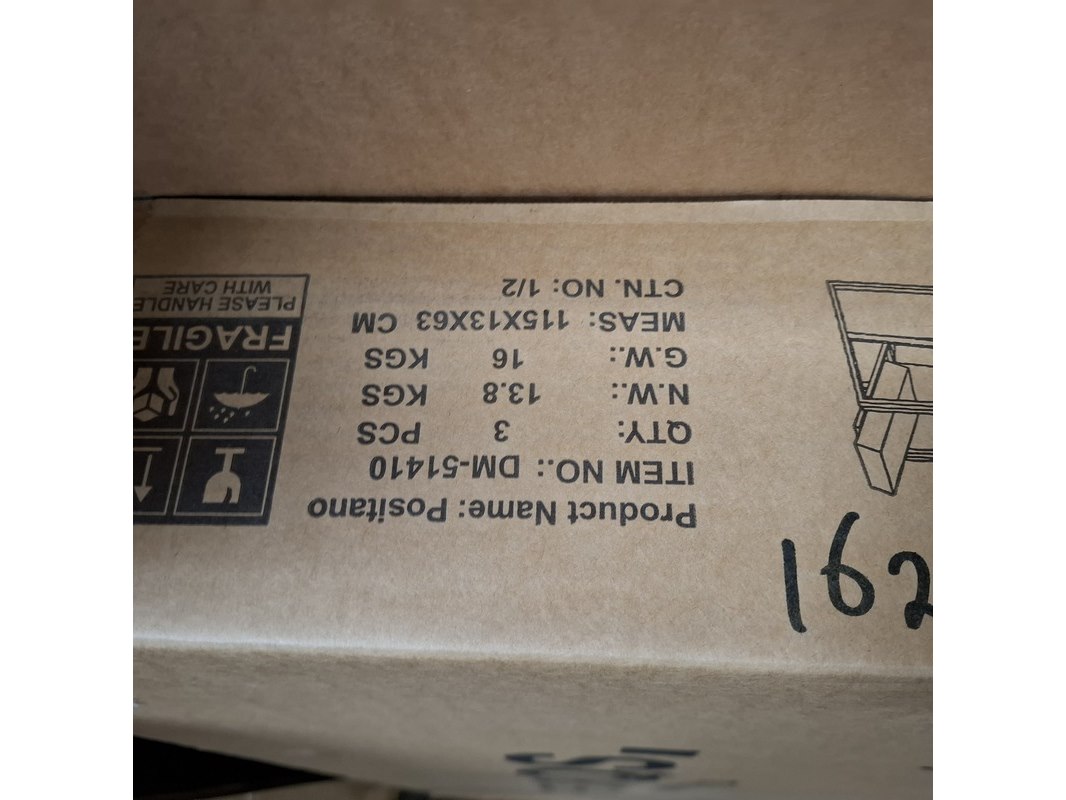 Product Name: Positano
ITEM NO.: DM-51410
QTY: 3 PCS
N.W.: 13.8 KGS
G.W.: 16 KGS
MEAS: 115X13X63 CM
CTN. NO: 1/2
FRAGILE
PLEASE HANDLE
WITH CARE
162